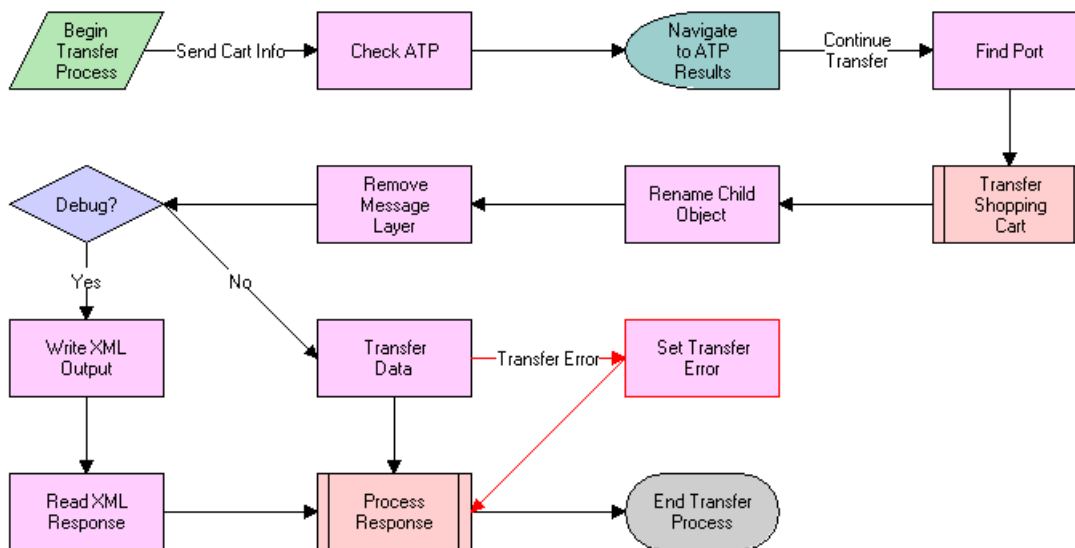 Begin
Transfer
Process
Send Cart Info
Check ATP
Navigate
to ATP
Results
Continue
Transfer
Find Port
Debug?
Remove
Message
Layer
Rename Child
Object
Transfer
Shopping
Cart
Yes
No
Write XML
Output
Transfer
Data
Transfer Error
Set Transfer
Error
Read XML
Response
Process
Response
End Transfer
Process